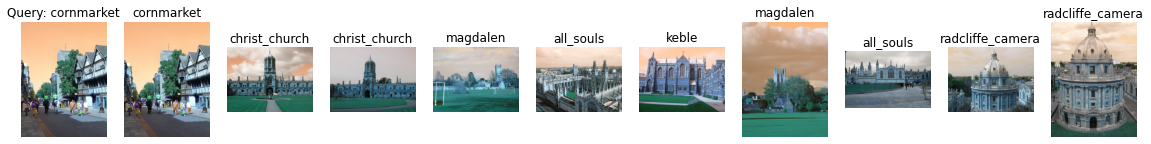 Query: cornmarket
cornmarket
christ_church
christ_church
magdalen
all_souls
keble
magdalen
all_souls
radcliffe_camera
radcliffe_camera